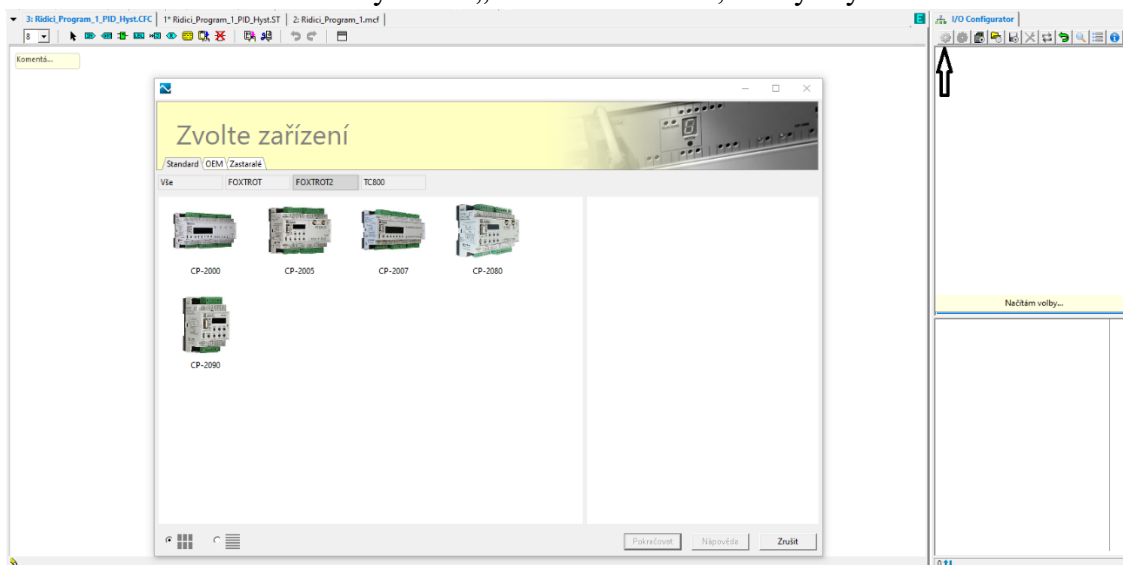 3: Ridici_Program_1_PID_Hyst.CFC 1* Ridici_Program_1_PID_Hyst.ST 2: Ridici_Program_1.mcf E I/O Configurator
8
Komentá...
Zvolte zařízení
Standard OEM Zastaralé
Vše FOXTROT FOXTROT2 TC800
CP-2000 CP-2005 CP-2007 CP-2080
Načítám volby...
CP-2090
Pokračovat Nápověda Zrušit